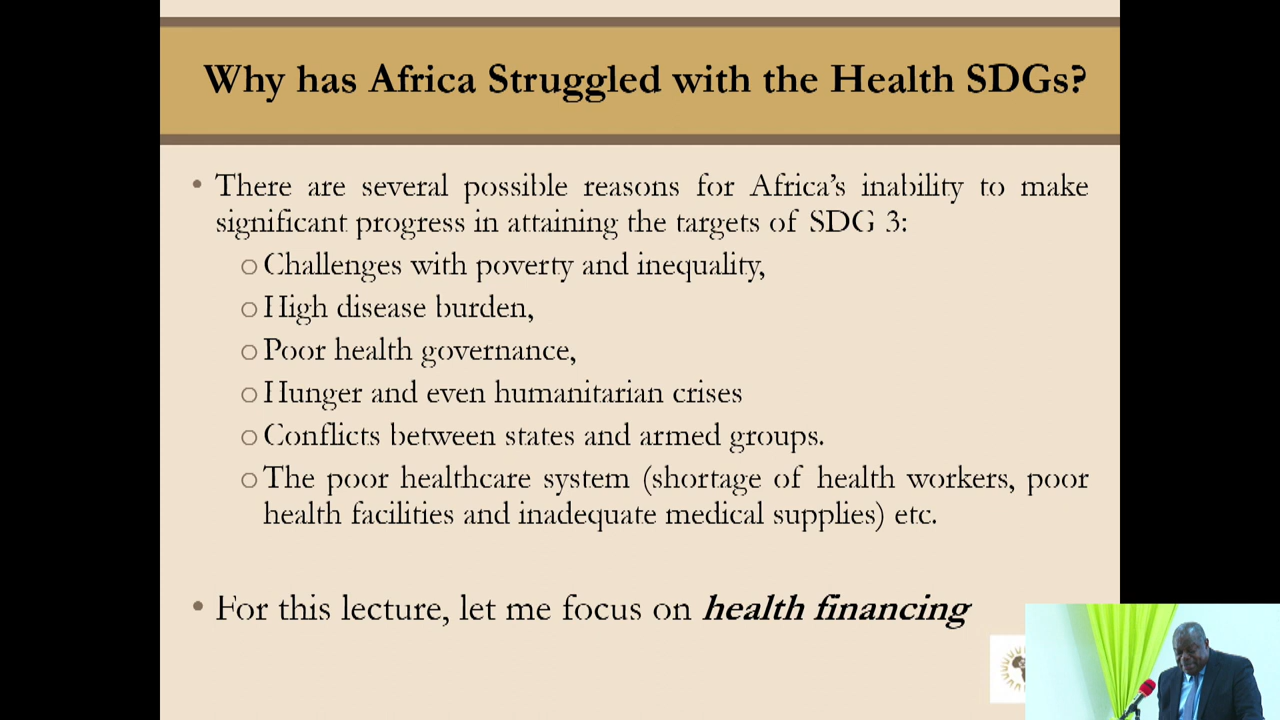 Why has Africa Struggled with the Health SDGs?
• There are several possible reasons for Africa's inability to make
significant progress in attaining the targets of SDG 3:
○ Challenges with poverty and inequality,
○ High disease burden,
○ Poor health governance,
○ Hunger and even humanitarian crises
○ Conflicts between states and armed groups.
○ The poor healthcare system (shortage of health workers, poor
health facilities and inadequate medical supplies) etc.
• For this lecture, let me focus on health financing